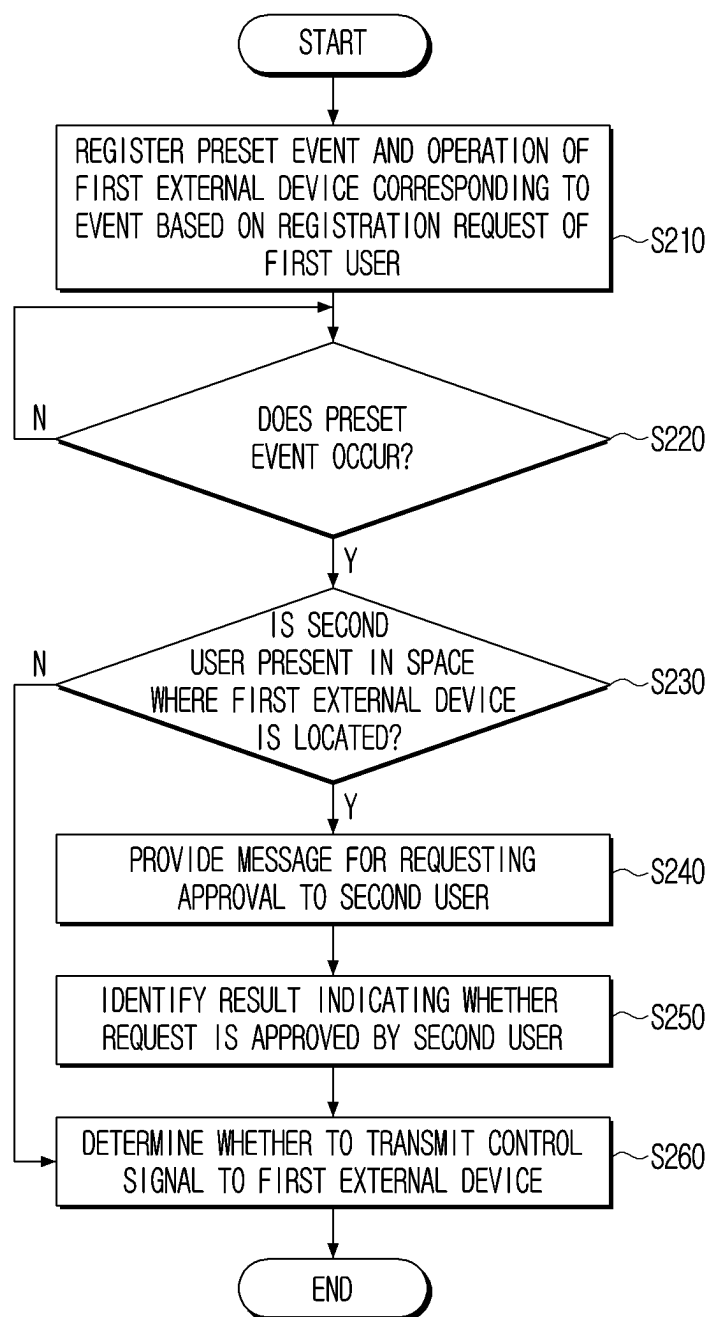 START
REGISTER PRESET EVENT AND OPERATION OF
FIRST EXTERNAL DEVICE CORRESPONDING TO
EVENT BASED ON REGISTRATION REQUEST OF
FIRST USER
S210
N
DOES PRESET
EVENT OCCUR?
S220
Y
N
IS SECOND
USER PRESENT IN SPACE
WHERE FIRST EXTERNAL DEVICE
IS LOCATED?
S230
Y
PROVIDE MESSAGE FOR REQUESTING
APPROVAL TO SECOND USER
S240
IDENTIFY RESULT INDICATING WHETHER
REQUEST IS APPROVED BY SECOND USER
S250
DETERMINE WHETHER TO TRANSMIT CONTROL
SIGNAL TO FIRST EXTERNAL DEVICE
S260
END